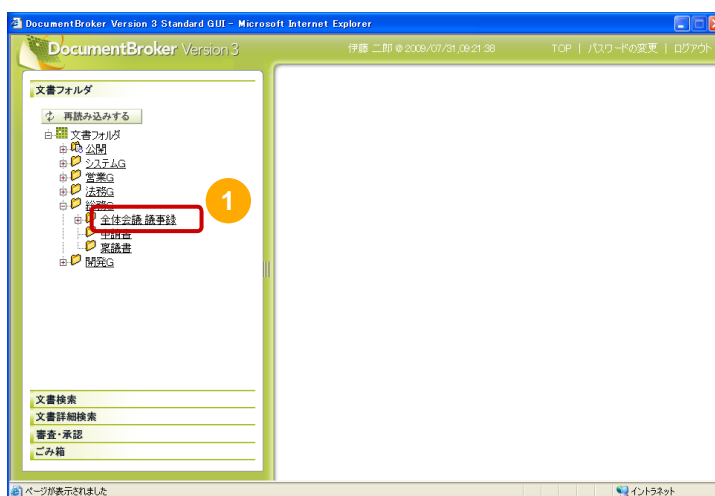 DocumentBroker Version 3 Standard GUI - Microsoft Internet Explorer
DocumentBroker Version 3
伊藤 二郎 @ 2009/07/31,09:21:38
TOP | パスワードの変更 | ログアウト
文書フォルダ
再読み込みする
文書フォルダ
公開
システムG
営業G
法務G
総務G
1
全体会議 議事録
申請書
稟議書
開発G
文書検索
文書詳細検索
審査・承認
ごみ箱
ページが表示されました
イントラネット